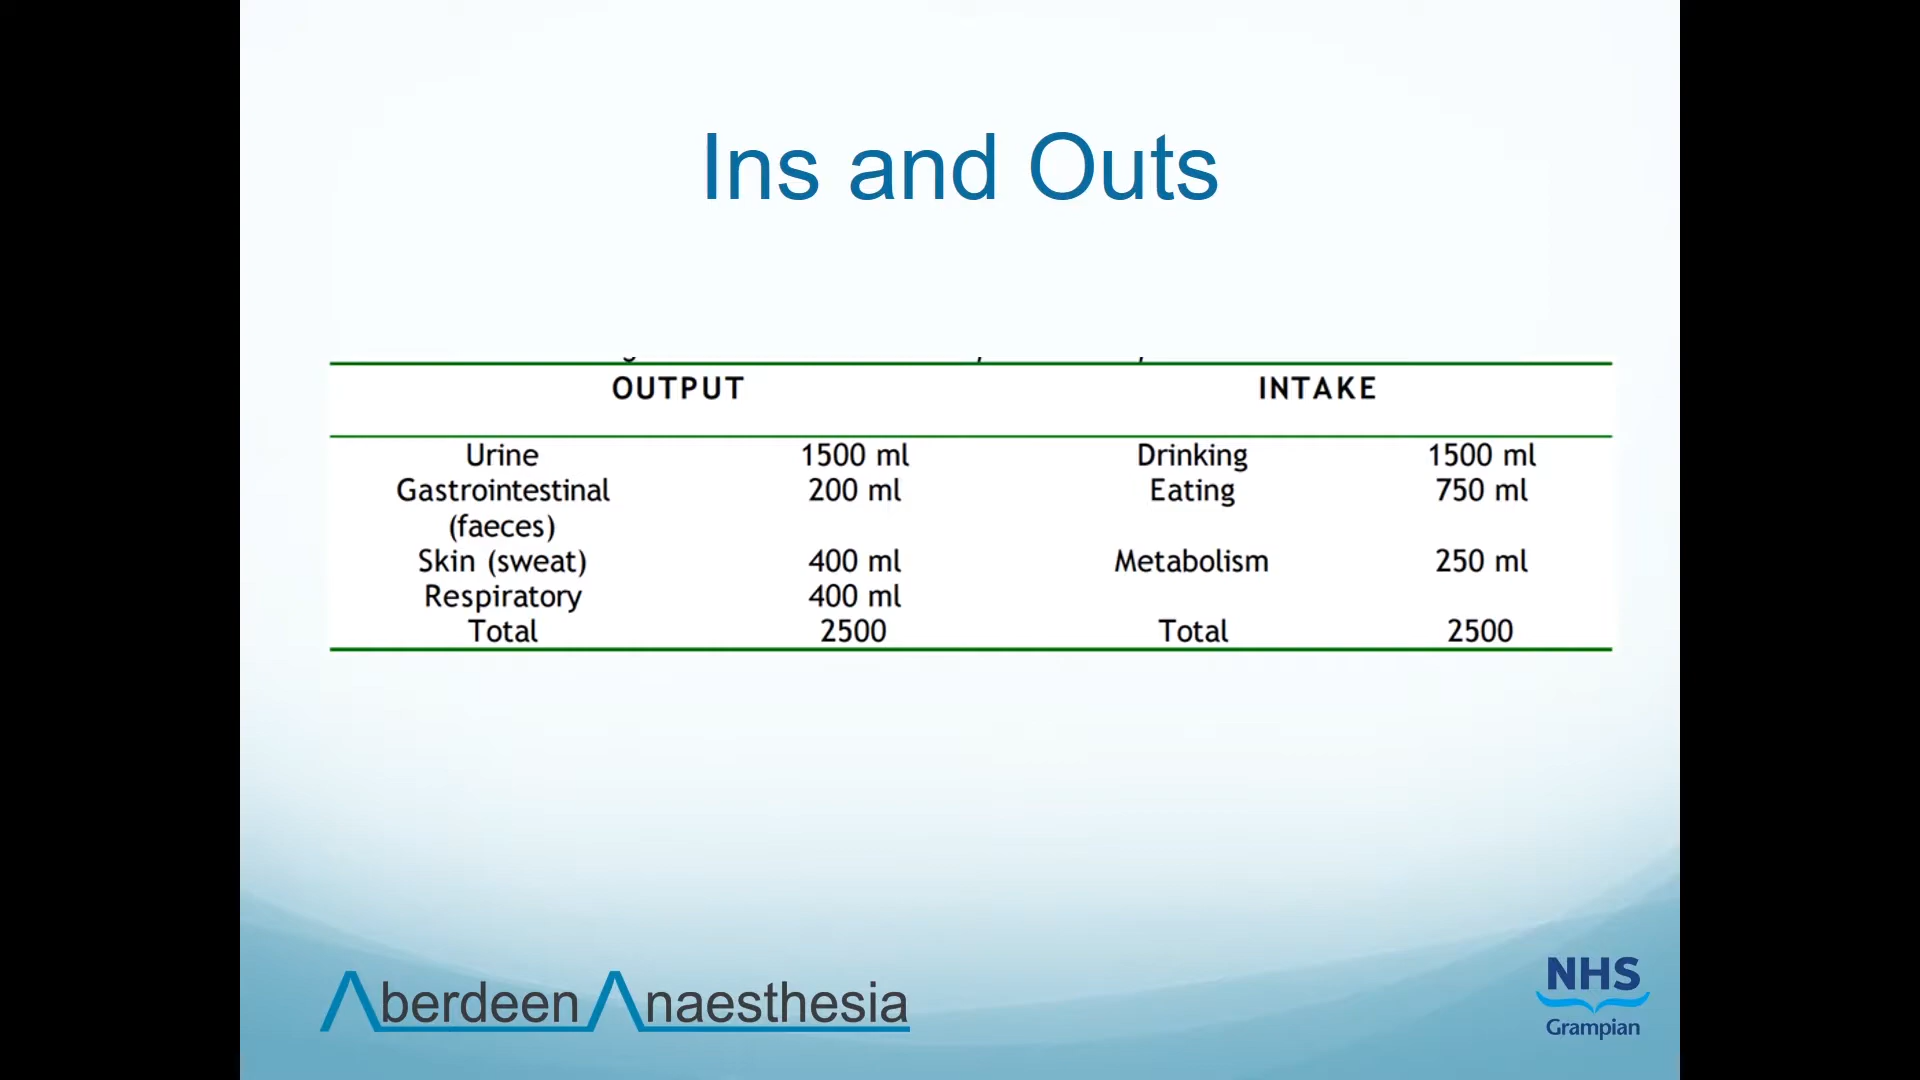 Ins and Outs
OUTPUT INTAKE
Urine 1500 ml Drinking 1500 ml
Gastrointestinal 200 ml Eating 750 ml
(faeces)
Skin (sweat) 400 ml Metabolism 250 ml
Respiratory 400 ml
Total 2500 Total 2500
Aberdeen Anaesthesia
NHS
Grampian